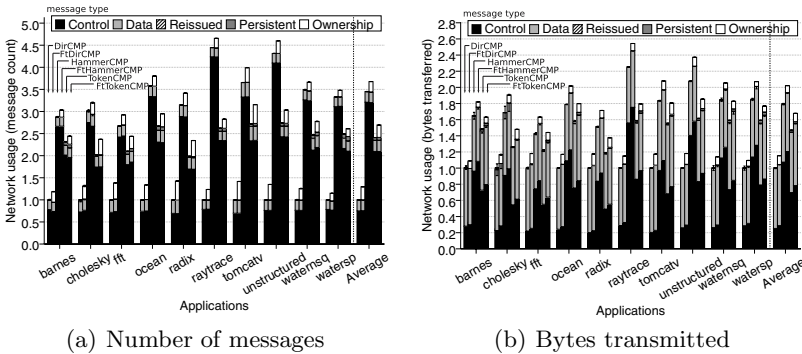 message type
Control Data Reissued Persistent Ownership
DirCMP
FtDirCMP
HammerCMP
FtHammerCMP
TokenCMP
FtTokenCMP
Network usage (message count)
5.0
4.5
4.0
3.5
3.0
2.5
2.0
1.5
1.0
0.5
0.0
barnes
cholesky
fft
ocean
radix
raytrace
tomcatv
unstructured
waternsq
watersp
Average
Applications
(a) Number of messages
message type
Control Data Reissued Persistent Ownership
DirCMP
FtDirCMP
HammerCMP
FtHammerCMP
TokenCMP
FtTokenCMP
Network usage (bytes transferred)
2.8
2.6
2.4
2.2
2.0
1.8
1.6
1.4
1.2
1.0
0.8
0.6
0.4
0.2
0.0
barnes
cholesky
fft
ocean
radix
raytrace
tomcatv
unstructured
waternsq
watersp
Average
Applications
(b) Bytes transmitted